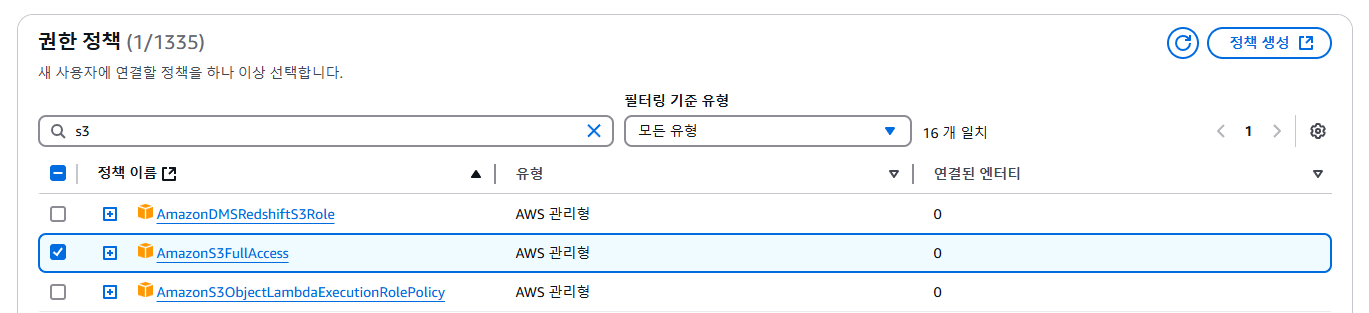 권한 정책 (1/1335)
정책 생성
새 사용자에 연결할 정책을 하나 이상 선택합니다.
필터링 기준 유형
s3
모든 유형
16 개 일치
1
정책 이름
유형
연결된 엔터티
AmazonDMSRedshiftS3Role
AWS 관리형
0
AmazonS3FullAccess
AWS 관리형
0
AmazonS3ObjectLambdaExecutionRolePolicy
AWS 관리형
0